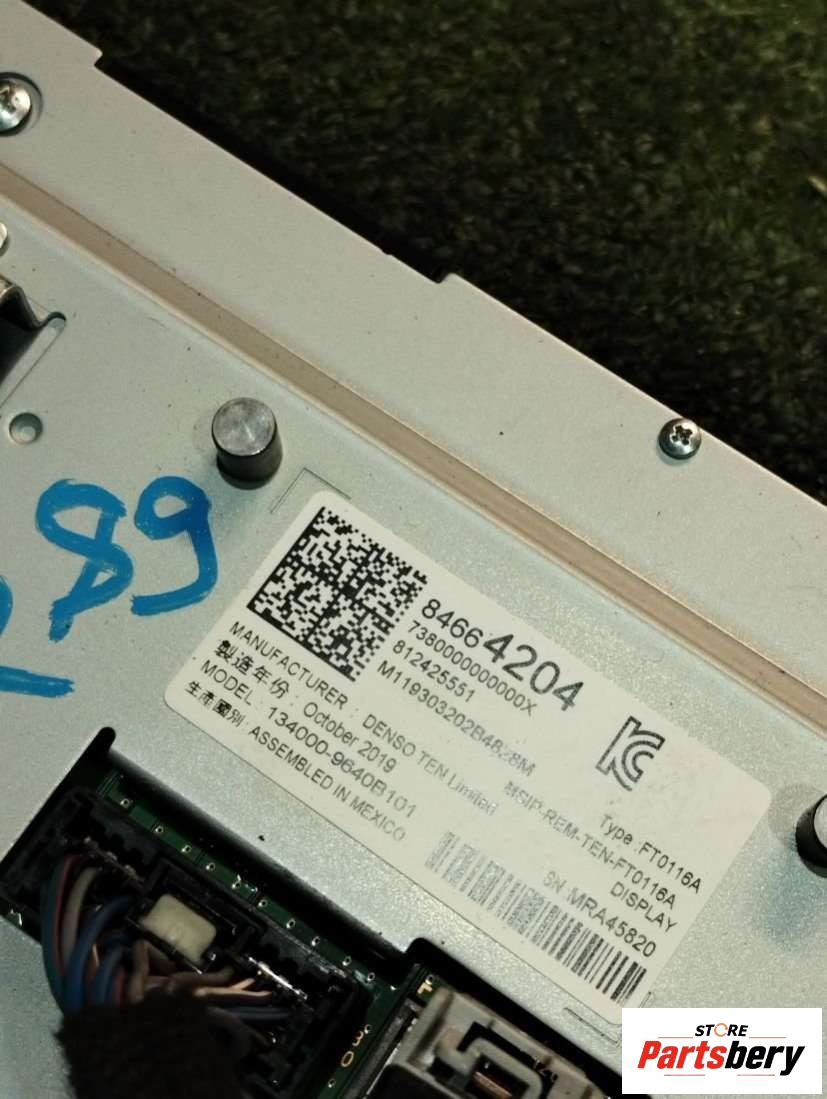 89
84664204
7380000000000X
812425551
M119303202B4828M
MANUFACTURER : DENSO TEN Limited
製造年份 : October 2019
MODEL : 134000-9640B101
生產國別 : ASSEMBLED IN MEXICO
Type :FT0116A
MSIP-REM-TEN-FT0116A
DISPLAY
SN :MRA45820
30
STORE
Partsbery